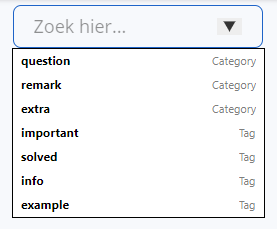 Zoek hier...
question Category
remark Category
extra Category
important Tag
solved Tag
info Tag
example Tag